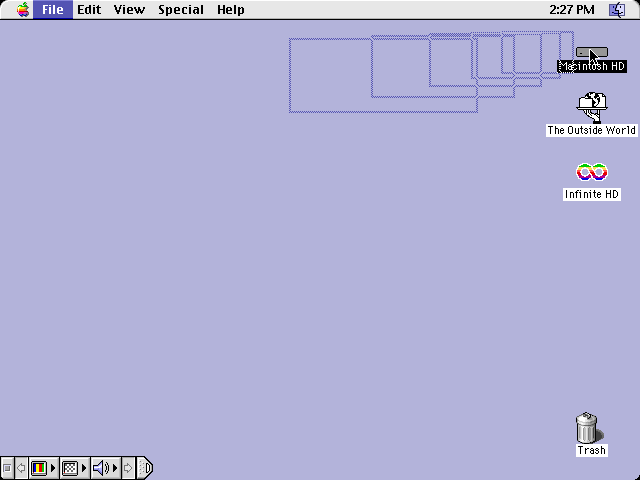 File Edit View Special Help 2:27 PM
Macintosh HD
The Outside World
Infinite HD
Trash